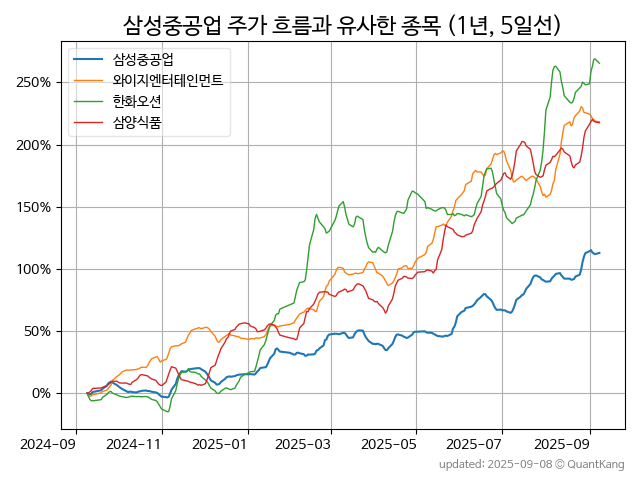 삼성중공업 주가 흐름과 유사한 종목 (1년, 5일선)
삼성중공업
와이지엔터테인먼트
한화오션
삼양식품
250%
200%
150%
100%
50%
0%
2024-09 2024-11 2025-01 2025-03 2025-05 2025-07 2025-09
updated: 2025-09-08 © QuantKang